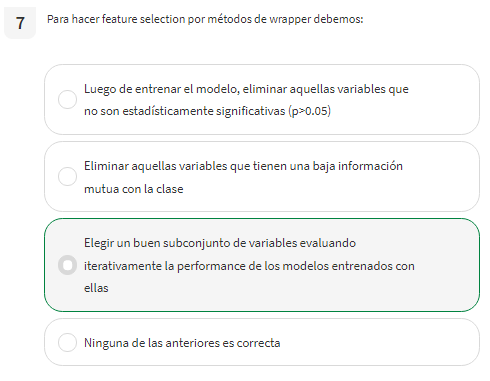 7
Para hacer feature selection por métodos de wrapper debemos:
Luego de entrenar el modelo, eliminar aquellas variables que
no son estadísticamente significativas (p>0.05)
Eliminar aquellas variables que tienen una baja información
mutua con la clase
Elegir un buen subconjunto de variables evaluando
iterativamente la performance de los modelos entrenados con
ellas
Ninguna de las anteriores es correcta